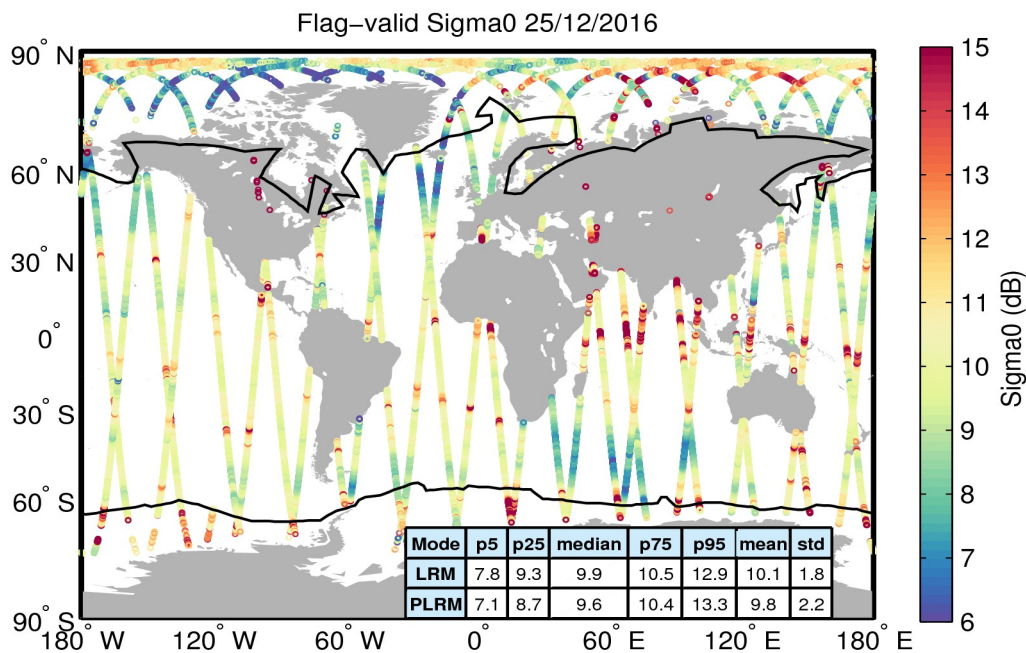 Flag−valid Sigma0 25/12/2016
90° N
60° N
30° N
0°
30° S
60° S
90° S
180° W
120° W
60° W
0°
60° E
120° E
180° E
Mode p5 p25 median p75 p95 mean std
LRM 7.8 9.3 9.9 10.5 12.9 10.1 1.8
PLRM 7.1 8.7 9.6 10.4 13.3 9.8 2.2
15
14
13
12
11
10
9
8
7
6
Sigma0 (dB)